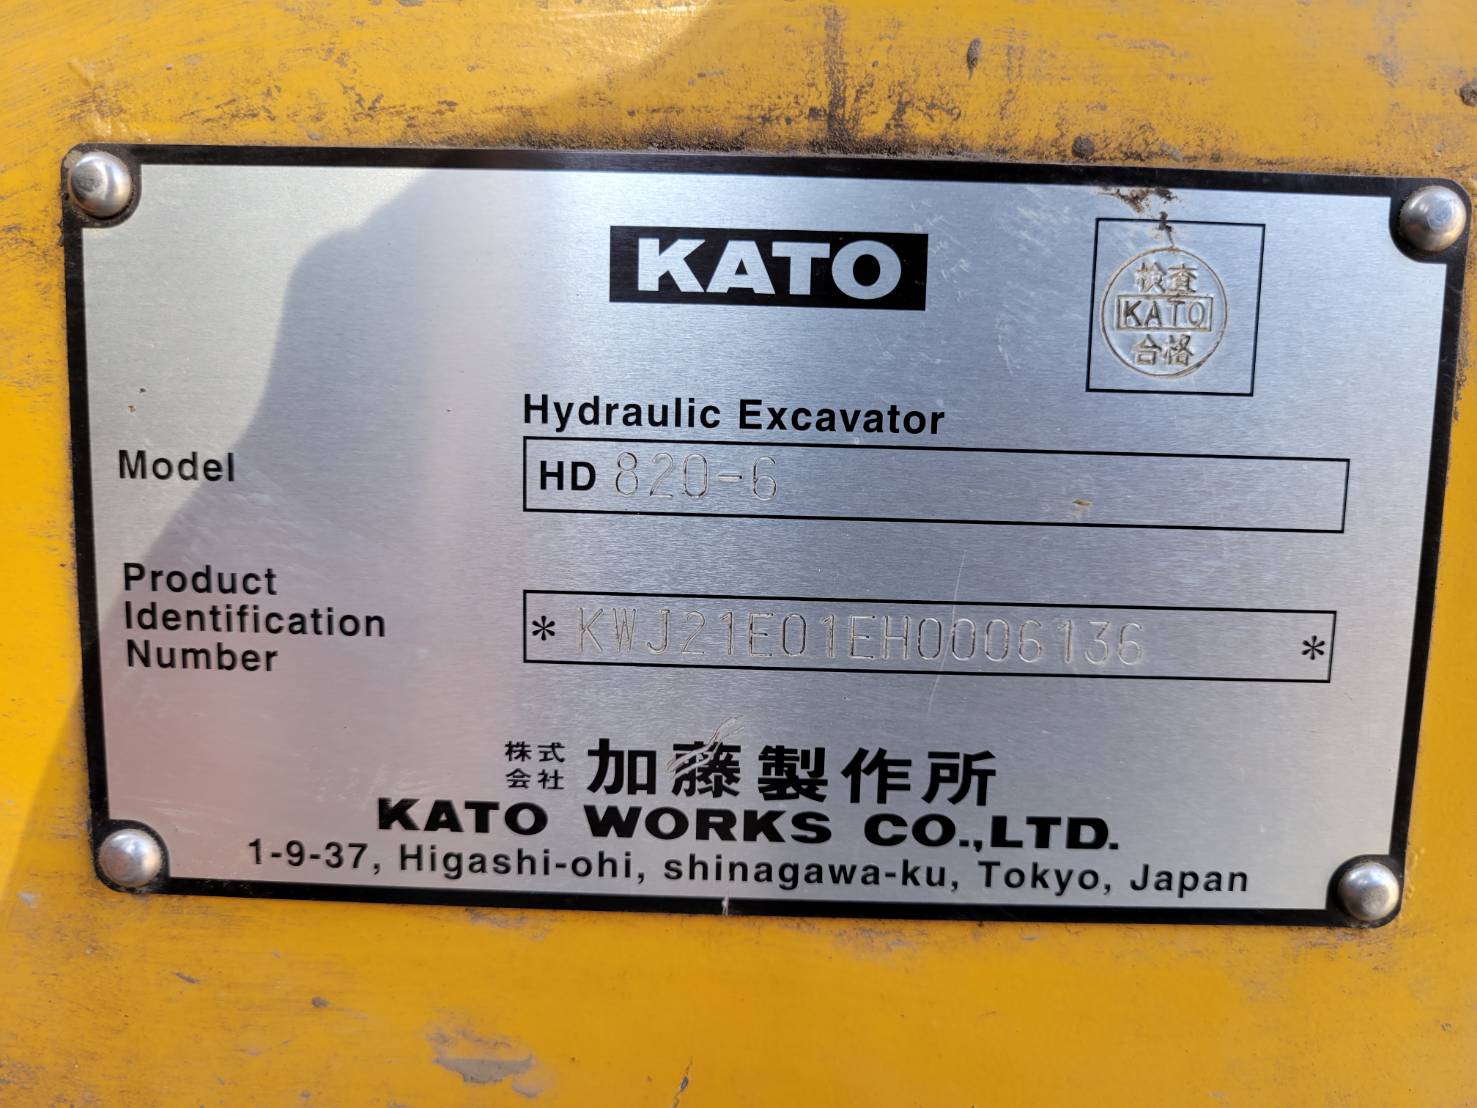 KATO
検査
KATO
合格
Hydraulic Excavator
Model
HD 820-6
Product
Identification
Number
* KWJ21E01EH0006136 *
株式
会社
加藤製作所
KATO WORKS CO.,LTD.
1-9-37, Higashi-ohi, shinagawa-ku, Tokyo, Japan